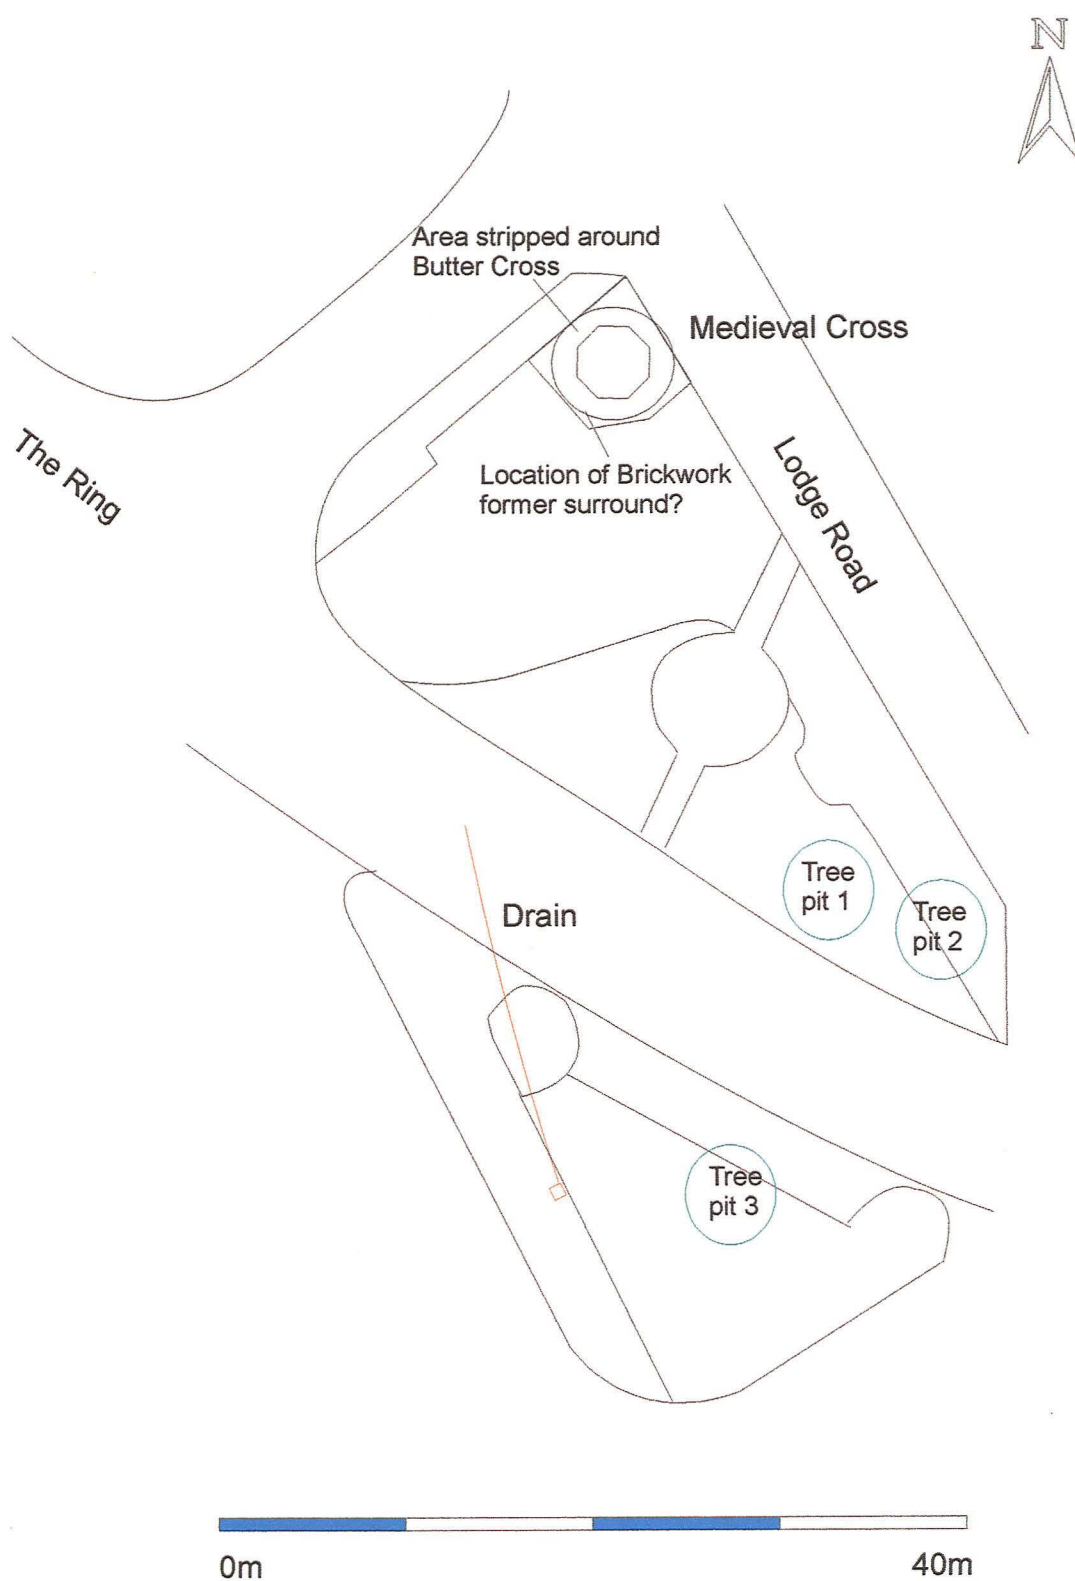 N
Area stripped around
Butter Cross
Medieval Cross
The Ring
Location of Brickwork
former surround?
Lodge Road
Tree
pit 1
Tree
pit 2
Drain
Tree
pit 3
0m
40m